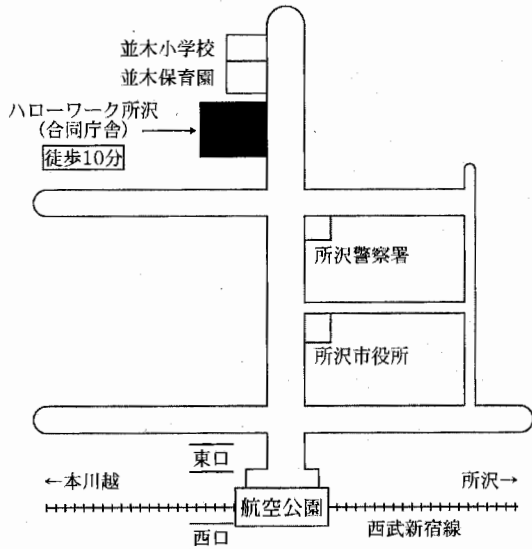 並木小学校
並木保育園
ハローワーク所沢
(合同庁舎)
徒歩10分
所沢警察署
所沢市役所
東口
←本川越
所沢→
航空公園
西口
西武新宿線